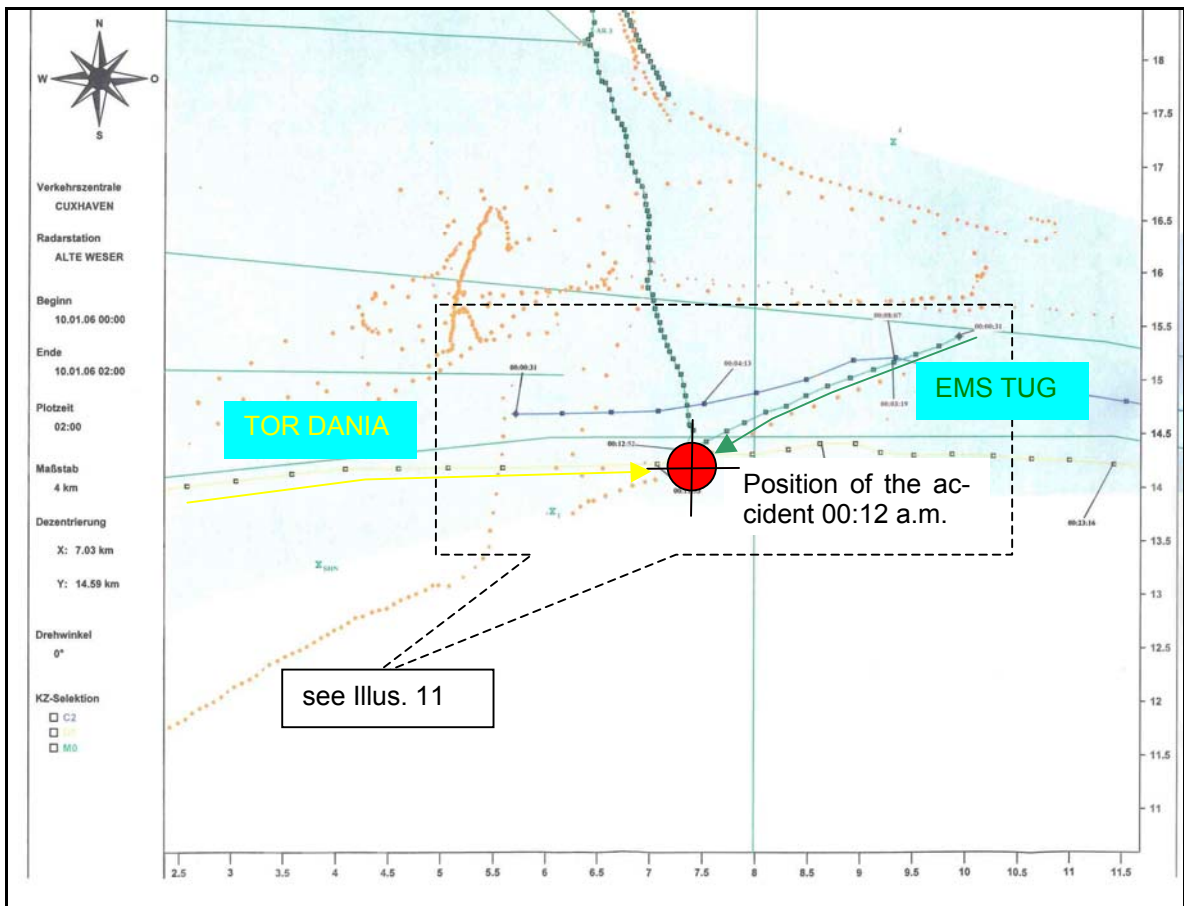 N
W
O
S
Verkehrszentrale
CUXHAVEN
Radarstation
ALTE WESER
Beginn
10.01.06 00:00
Ende
10.01.06 02:00
Plotzeit
02:00
Maßstab
4 km
Dezentrierung
X: 7.03 km
Y: 14.59 km
Drehwinkel
0°
KZ-Selektion
C2
M0
4
00:08:07
00:00:31
00:00:31
00:04:13
00:02:19
TOR DANIA
EMS TUG
00:12:52
1
Position of the ac-
cident 00:12 a.m.
00:23:16
see Illus. 11
18
17.5
17
16.5
16
15.5
15
14.5
14
13.5
13
12.5
12
11.5
11
2.5 3 3.5 4 4.5 5 5.5 6 6.5 7 7.5 8 8.5 9 9.5 10 10.5 11 11.5